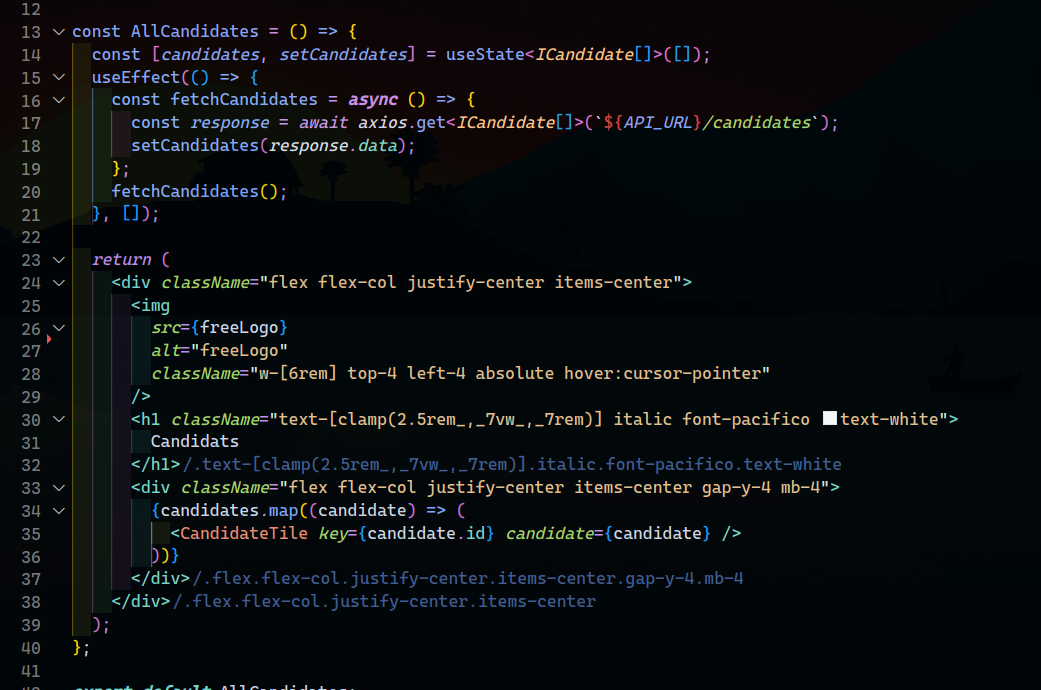 12
13 const AllCandidates = () => {
14 const [candidates, setCandidates] = useState<ICandidate[]>([]);
15 useEffect(() => {
16 const fetchCandidates = async () => {
17 const response = await axios.get<ICandidate[]>(`${API_URL}/candidates`);
18 setCandidates(response.data);
19 };
20 fetchCandidates();
21 }, []);
22
23 return (
24 <div className="flex flex-col justify-center items-center">
25 <img
26 src={freeLogo}
27 alt="freeLogo"
28 className="w-[6rem] top-4 left-4 absolute hover:cursor-pointer"
29 />
30 <h1 className="text-[clamp(2.5rem_,_7vw_,_7rem)] italic font-pacifico text-white">
31 Candidats
32 </h1>/.text-[clamp(2.5rem_,_7vw_,_7rem)].italic.font-pacifico.text-white
33 <div className="flex flex-col justify-center items-center gap-y-4 mb-4">
34 {candidates.map((candidate) => (
35 <CandidateTile key={candidate.id} candidate={candidate} />
36 ))}
37 </div>/.flex.flex-col.justify-center.items-center.gap-y-4.mb-4
38 </div>/.flex.flex-col.justify-center.items-center
39 );
40 };
41
export default AllCandidates;